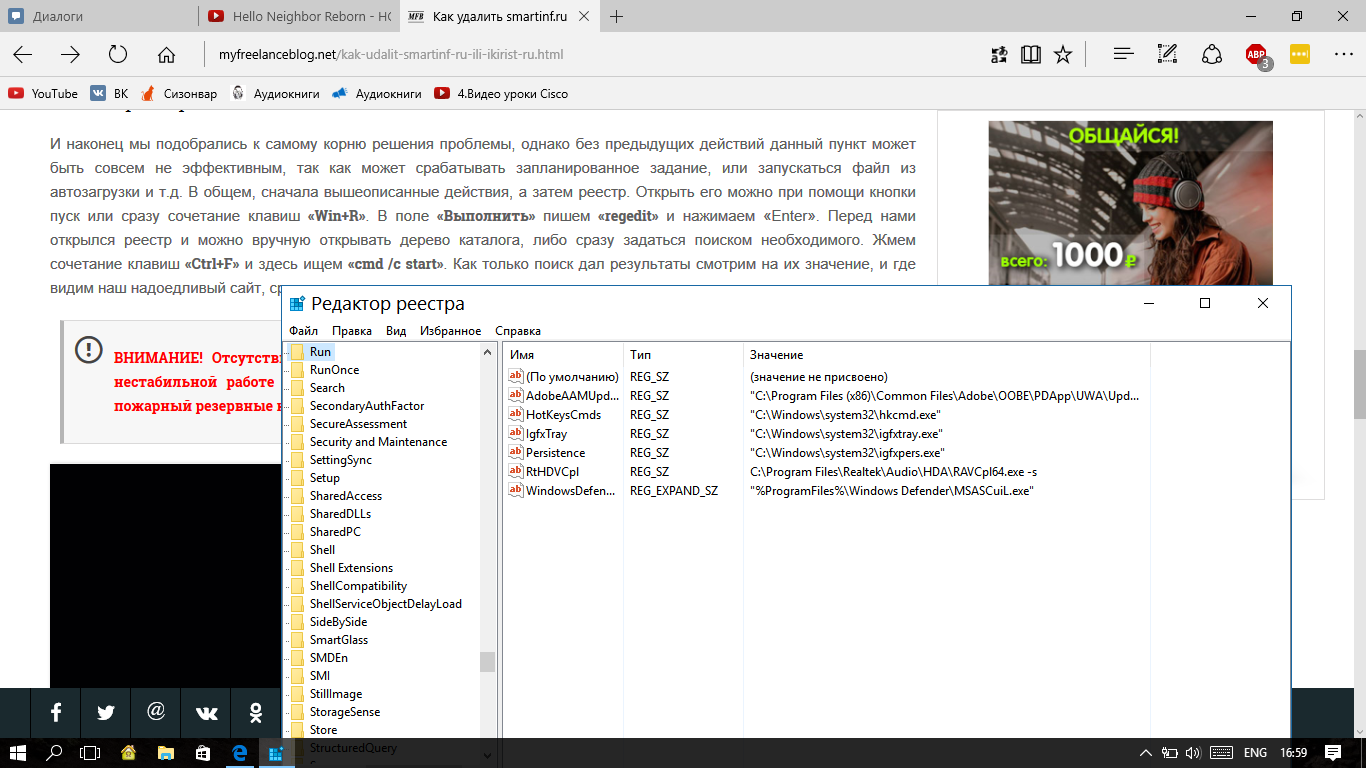 Диалоги
Hello Neighbor Reborn - НО
Как удалить smartinf.ru
myfreelanceblog.net/kak-udalit-smartinf-ru-ili-ikirist-ru.html
ABP
3
YouTube
ВК
Сизонвар
Аудиокниги
Аудиокниги
4.Видео уроки Cisco
И наконец мы подобрались к самому корню решения проблемы, однако без предыдущих действий данный пункт может
быть совсем не эффективным, так как может срабатывать запланированное задание, или запускаться файл из
автозагрузки и т.д. В общем, сначала вышеописанные действия, а затем реестр. Открыть его можно при помощи кнопки
пуск или сразу сочетание клавиш «Win+R». В поле «Выполнить» пишем «regedit» и нажимаем «Enter». Перед нами
открылся реестр и можно вручную открывать дерево каталога, либо сразу задаться поиском необходимого. Жмем
сочетание клавиш «Ctrl+F» и здесь ищем «cmd /c start». Как только поиск дал результаты смотрим на их значение, и где
видим наш надоедливый сайт, ср
ОБЩАЙСЯ!
всего: 1000 ₽
ВНИМАНИЕ! Отсутстви
нестабильной работе
пожарный резервные к
Редактор реестра
Файл Правка Вид Избранное Справка
Run
RunOnce
Search
SecondaryAuthFactor
SecureAssessment
Security and Maintenance
SettingSync
Setup
SharedAccess
SharedDLLs
SharedPC
Shell
Shell Extensions
ShellCompatibility
ShellServiceObjectDelayLoad
SideBySide
SmartGlass
SMDEn
SMI
StillImage
StorageSense
Store
StructuredQuery
Имя Тип Значение
(По умолчанию) REG_SZ (значение не присвоено)
AdobeAAMUpd... REG_SZ "C:\Program Files (x86)\Common Files\Adobe\OOBE\PDApp\UWA\Upd...
HotKeysCmds REG_SZ "C:\Windows\system32\hkcmd.exe"
IgfxTray REG_SZ "C:\Windows\system32\igfxtray.exe"
Persistence REG_SZ "C:\Windows\system32\igfxpers.exe"
RtHDVCpl REG_SZ C:\Program Files\Realtek\Audio\HDA\RAVCpl64.exe -s
WindowsDefen... REG_EXPAND_SZ "%ProgramFiles%\Windows Defender\MSASCuiL.exe"
ENG 16:59